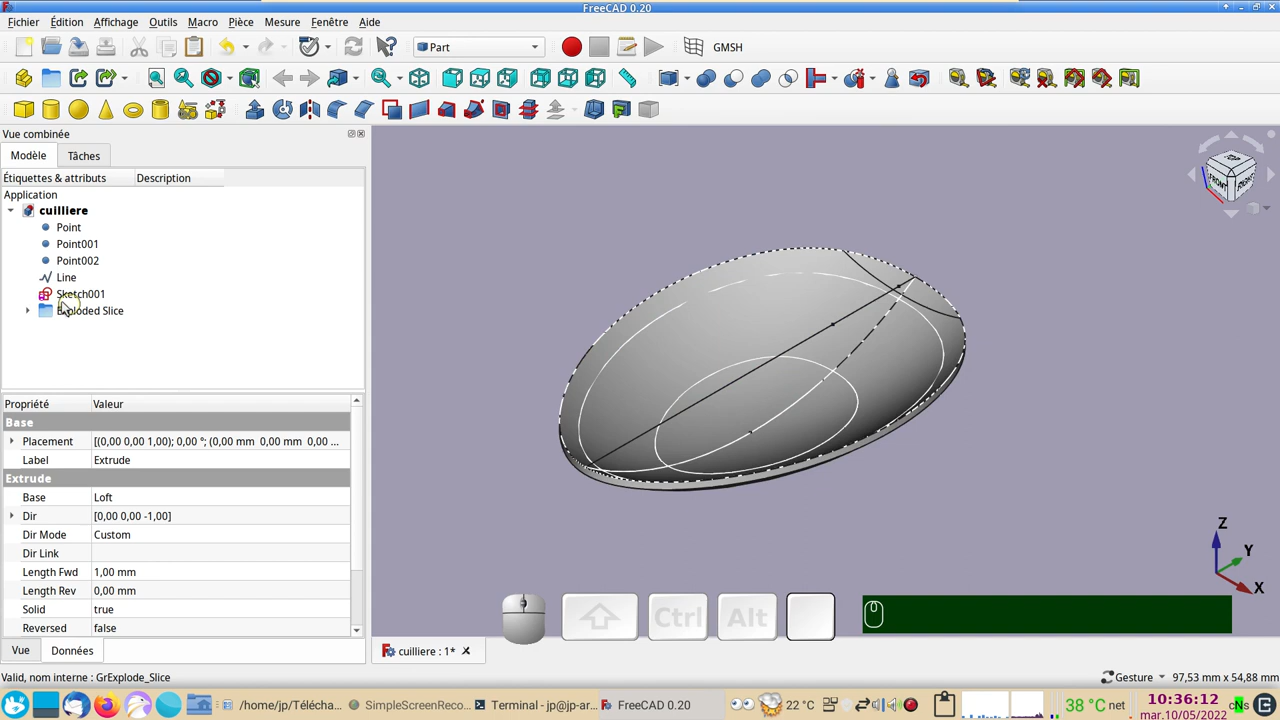 FreeCAD 0.20
Fichier Édition Affichage Outils Macro Pièce Mesure Fenêtre Aide
Part
GMSH
Vue combinée
Modèle Tâches
Étiquettes & attributs Description
Application
cuilliere
Point
Point001
Point002
Line
Sketch001
Exploded Slice
Propriété Valeur
Base
Placement [(0,00 0,00 1,00); 0,00 °; (0,00 mm 0,00 mm 0,00 ...
Label Extrude
Extrude
Base Loft
Dir [0,00 0,00 -1,00]
Dir Mode Custom
Dir Link
Length Fwd 1,00 mm
Length Rev 0,00 mm
Solid true
Reversed false
Vue Données
FRONT RIGHT
Z
Y
X
Ctrl Alt
cuilliere : 1*
Valid, nom interne : GrExplode_Slice
Gesture 97,53 mm x 54,88 mm
/home/jp/Télécha...
SimpleScreenReco...
Terminal - jp@jp-ar...
FreeCAD 0.20
22 °C
38 °C net
10:36:12
mar.10/05/2022